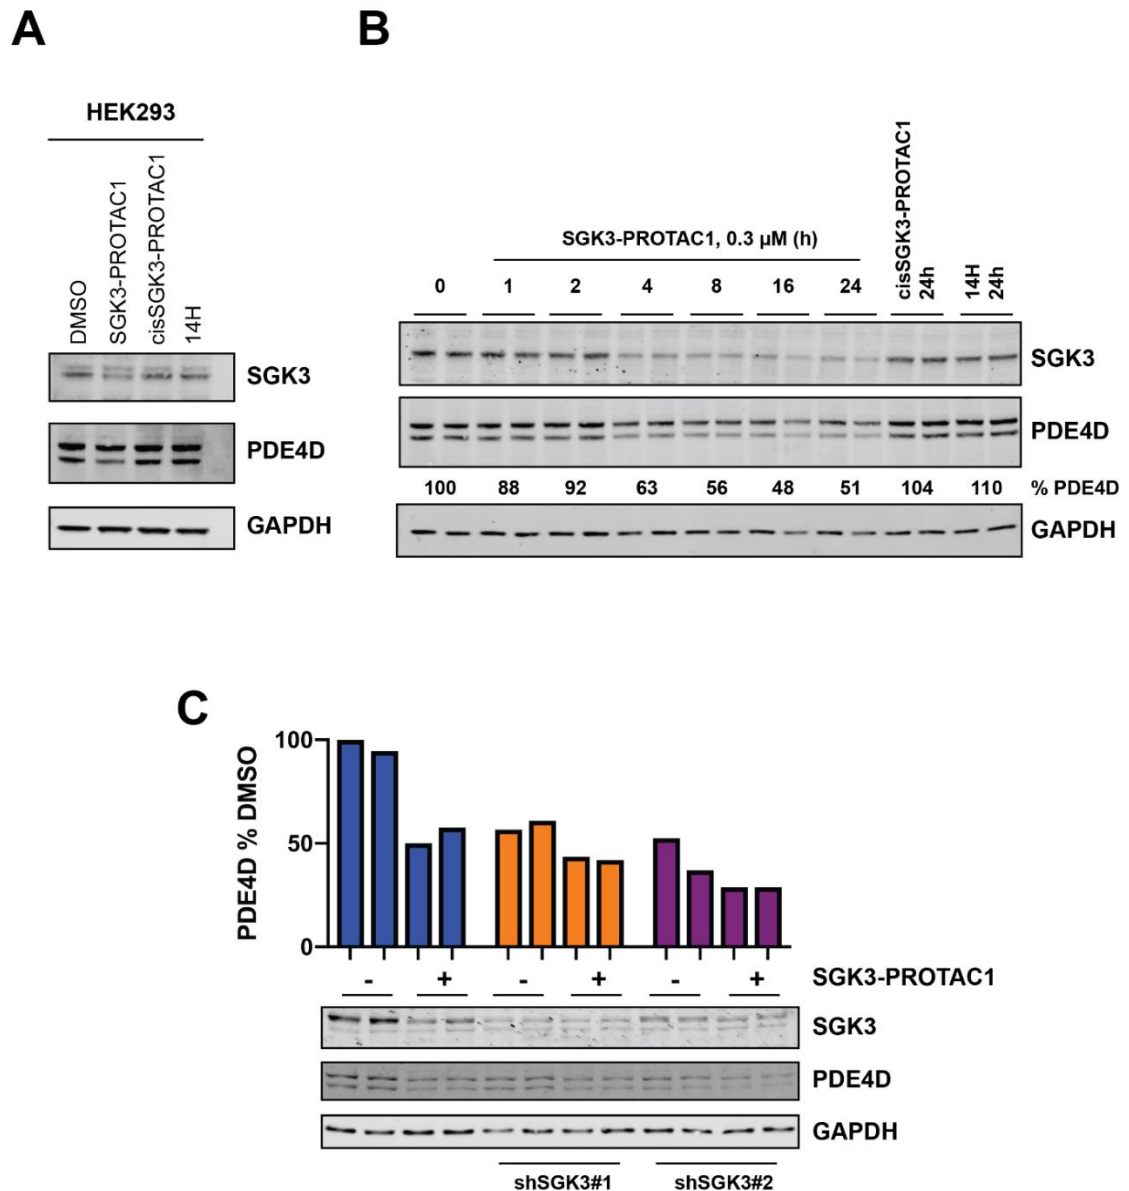 A
HEK293
DMSO
SGK3-PROTAC1
cisSGK3-PROTAC1
14H
SGK3
PDE4D
GAPDH
B
SGK3-PROTAC1, 0.3 µM (h)
0 1 2 4 8 16 24
cisSGK3-PROTAC1
24h
14H
24h
SGK3
PDE4D
100 88 92 63 56 48 51 104 110 % PDE4D
GAPDH
C
PDE4D % DMSO
100
50
0
- + - + - + SGK3-PROTAC1
SGK3
PDE4D
GAPDH
shSGK3#1 shSGK3#2